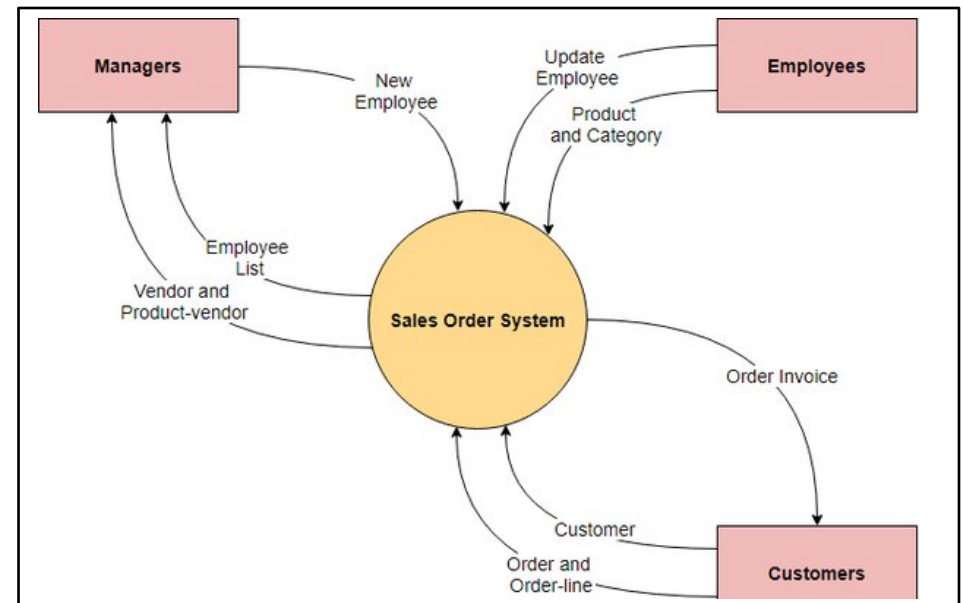 Managers
New
Employee
Update
Employee
Employees
Product
and Category
Employee
List
Vendor and
Product-vendor
Sales Order System
Order Invoice
Customer
Order and
Order-line
Customers